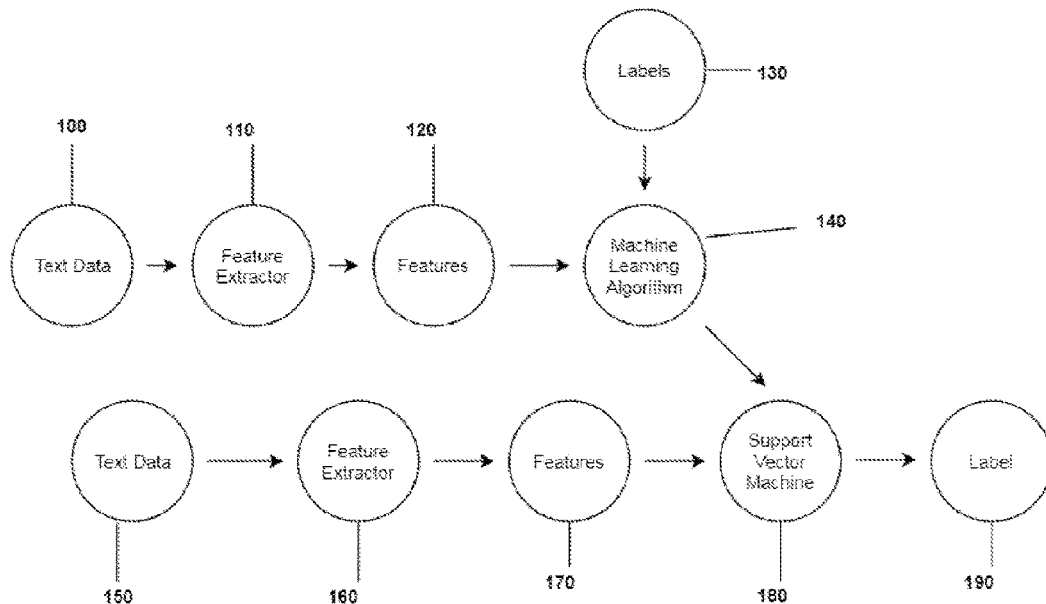 Labels
130
100
110
120
140
Text Data
Feature
Extractor
Features
Machine
Learning
Algorithm
Text Data
Feature
Extractor
Features
Support
Vector
Machine
Label
150
160
170
180
190